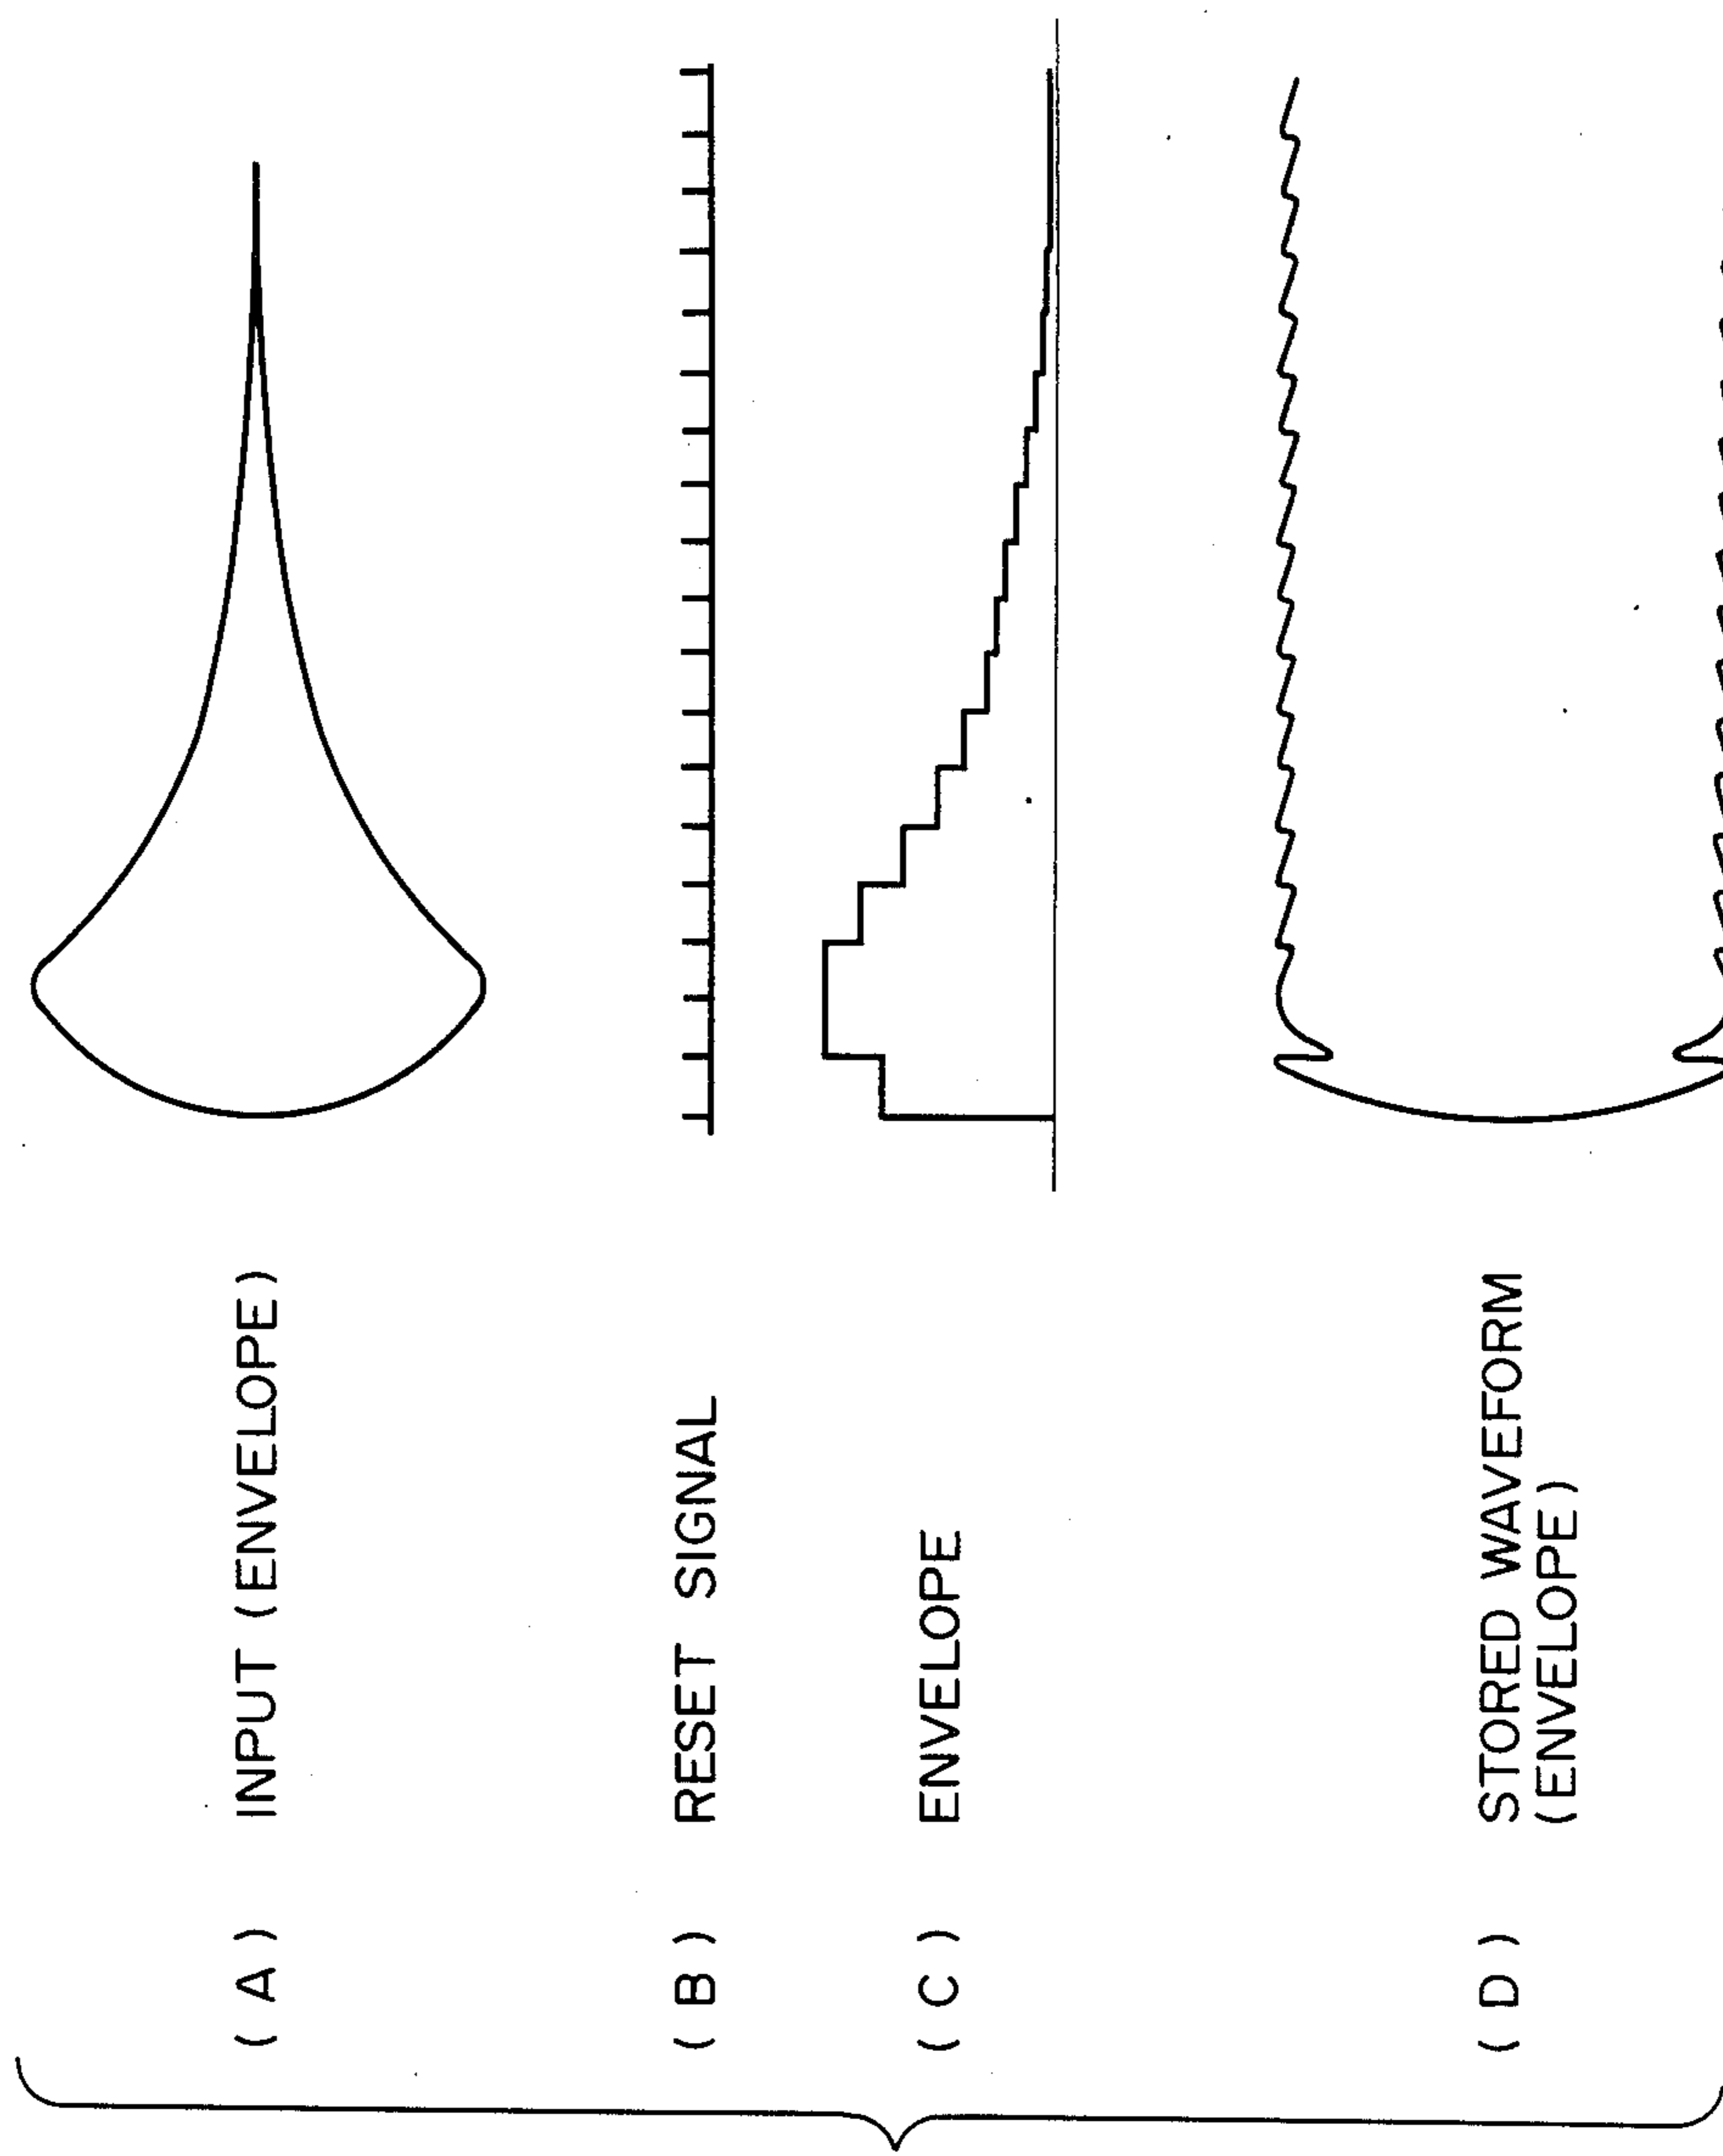 ( A ) INPUT (ENVELOPE)
( B ) RESET SIGNAL
( C ) ENVELOPE
( D ) STORED WAVEFORM
(ENVELOPE)